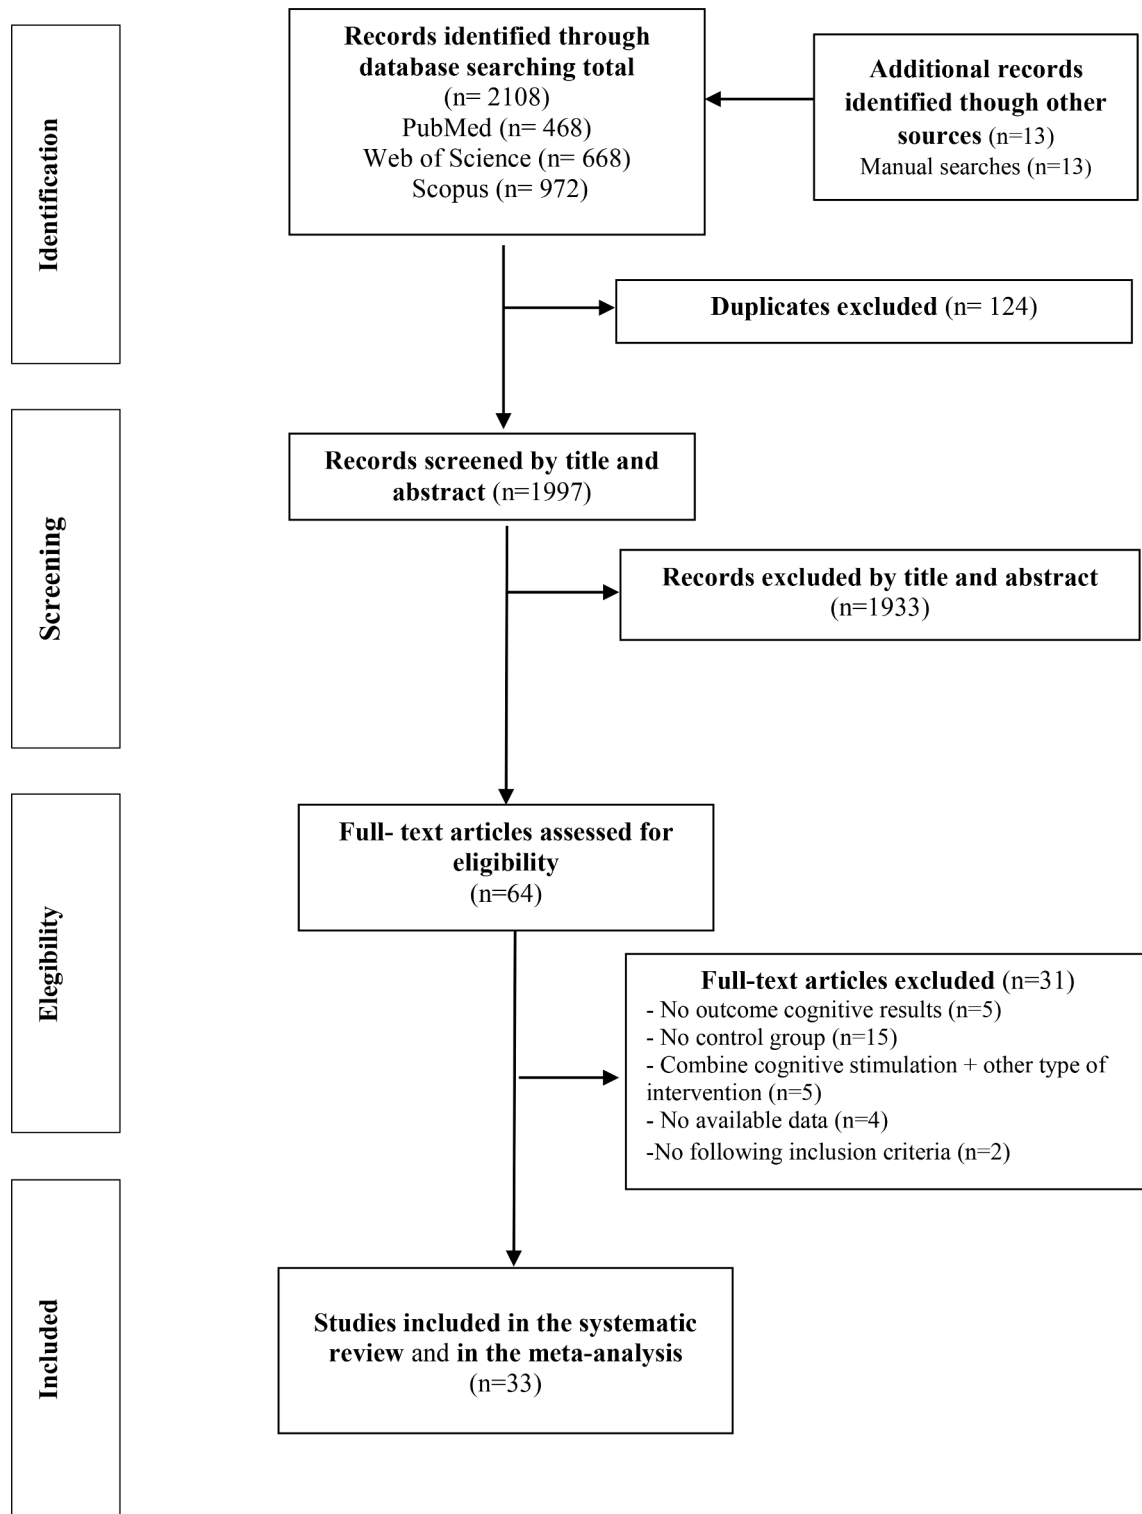 Identification
Records identified through
database searching total
(n= 2108)
PubMed (n= 468)
Web of Science (n= 668)
Scopus (n= 972)
Additional records
identified though other
sources (n=13)
Manual searches (n=13)
Duplicates excluded (n= 124)
Screening
Records screened by title and
abstract (n=1997)
Records excluded by title and abstract
(n=1933)
Elegibility
Full- text articles assessed for
eligibility
(n=64)
Full-text articles excluded (n=31)
- No outcome cognitive results (n=5)
- No control group (n=15)
- Combine cognitive stimulation + other type of
intervention (n=5)
- No available data (n=4)
-No following inclusion criteria (n=2)
Included
Studies included in the systematic
review and in the meta-analysis
(n=33)